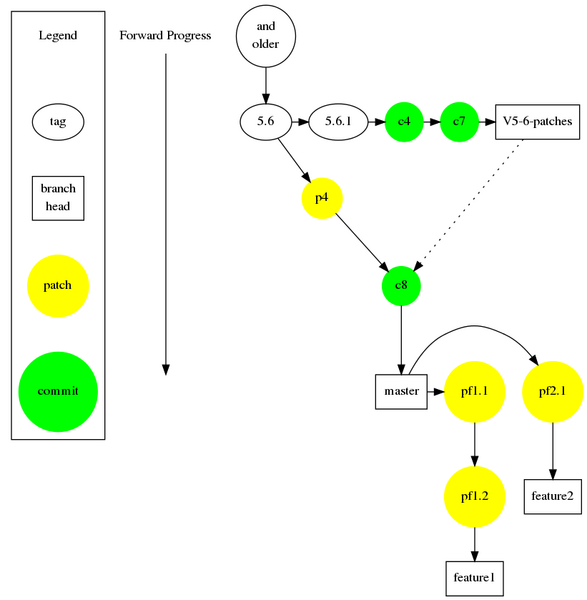 Legend
Forward Progress
and
older
tag
5.6
5.6.1
c4
c7
V5-6-patches
branch
head
p4
patch
c8
commit
master
pf1.1
pf2.1
pf1.2
feature2
feature1